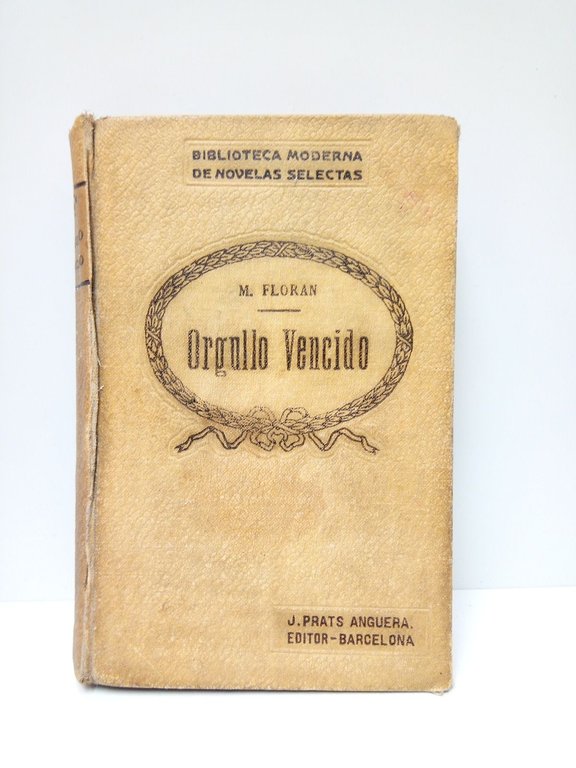 BIBLIOTECA MODERNA
DE NOVELAS SELECTAS
M. FLORAN
Orgullo Vencido
J. PRATS ANGUERA.
EDITOR-BARCELONA